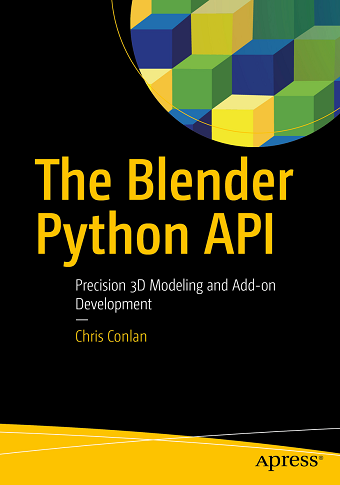 The Blender
Python API
Precision 3D Modeling and Add-on
Development
Chris Conlan
Apress®